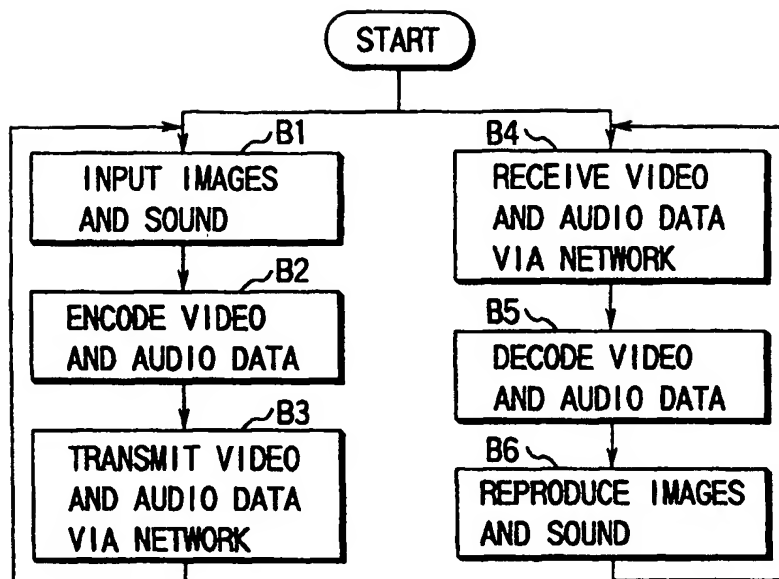 START
B1
INPUT IMAGES
AND SOUND
B2
ENCODE VIDEO
AND AUDIO DATA
B3
TRANSMIT VIDEO
AND AUDIO DATA
VIA NETWORK
B4
RECEIVE VIDEO
AND AUDIO DATA
VIA NETWORK
B5
DECODE VIDEO
AND AUDIO DATA
B6
REPRODUCE IMAGES
AND SOUND